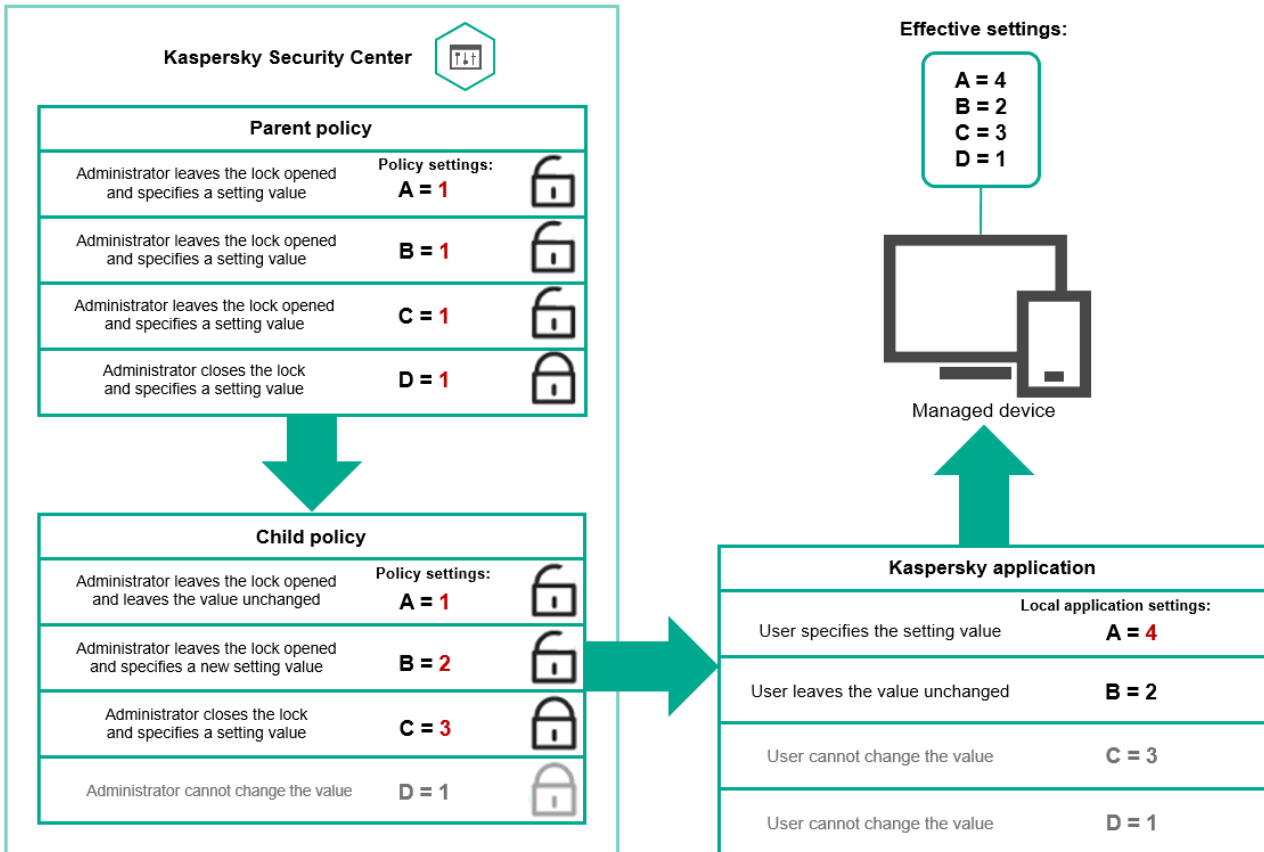 Kaspersky Security Center
Parent policy
Administrator leaves the lock opened
and specifies a setting value
Policy settings:
A = 1
Administrator leaves the lock opened
and specifies a setting value
B = 1
Administrator leaves the lock opened
and specifies a setting value
C = 1
Administrator closes the lock
and specifies a setting value
D = 1
Child policy
Administrator leaves the lock opened
and leaves the value unchanged
Policy settings:
A = 1
Administrator leaves the lock opened
and specifies a new setting value
B = 2
Administrator closes the lock
and specifies a setting value
C = 3
Administrator cannot change the value
D = 1
Kaspersky application
Local application settings:
User specifies the setting value
A = 4
User leaves the value unchanged
B = 2
User cannot change the value
C = 3
User cannot change the value
D = 1
Effective settings:
A = 4
B = 2
C = 3
D = 1
Managed device